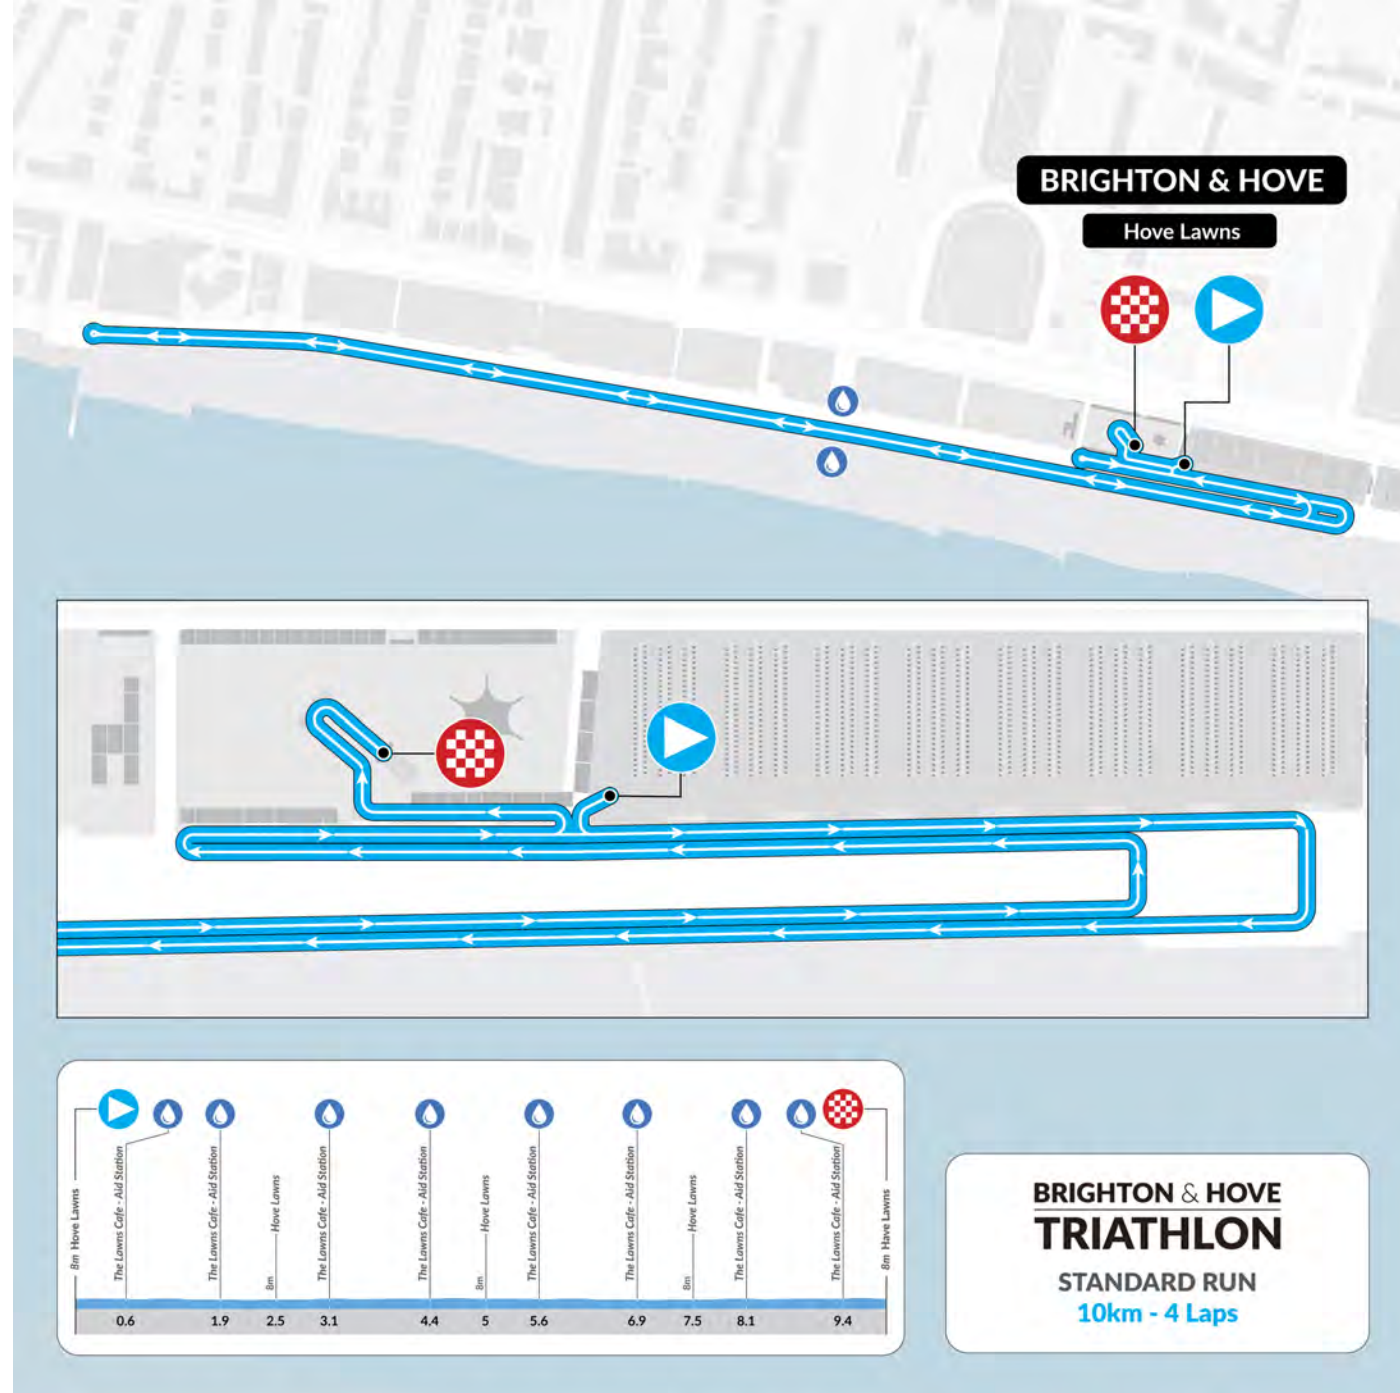 BRIGHTON & HOVE
Hove Lawns
8m Hove Lawns
The Lawns Cafe - Aid Station
The Lawns Cafe - Aid Station
8m Hove Lawns
The Lawns Cafe - Aid Station
The Lawns Cafe - Aid Station
8m Hove Lawns
The Lawns Cafe - Aid Station
The Lawns Cafe - Aid Station
8m Hove Lawns
The Lawns Cafe - Aid Station
The Lawns Cafe - Aid Station
8m Have Lawns
0.6 1.9 2.5 3.1 4.4 5 5.6 6.9 7.5 8.1 9.4
BRIGHTON & HOVE
TRIATHLON
STANDARD RUN
10km - 4 Laps